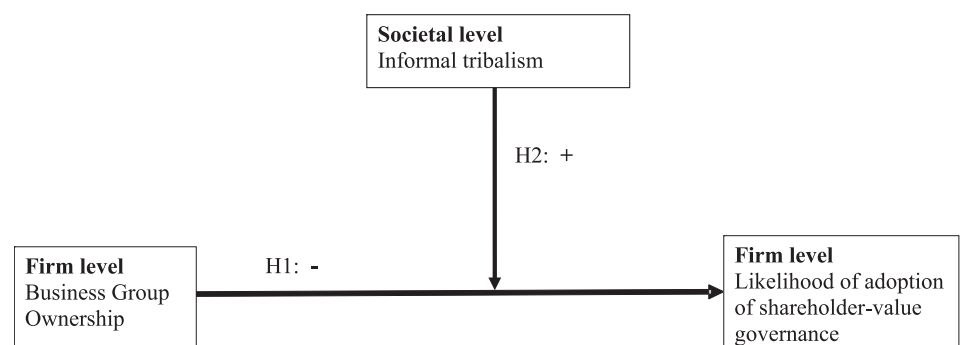 Societal level
Informal tribalism
H2: +
H1: -
Firm level
Business Group
Ownership
Firm level
Likelihood of adoption
of shareholder-value
governance